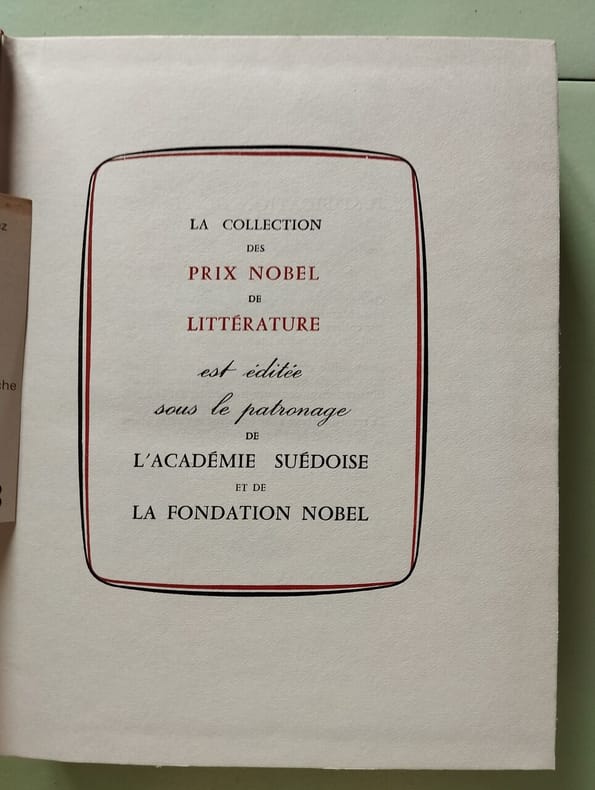 LA COLLECTION
DES
PRIX NOBEL
DE
LITTÉRATURE
est éditée
sous le patronage
DE
L'ACADÉMIE SUÉDOISE
ET DE
LA FONDATION NOBEL